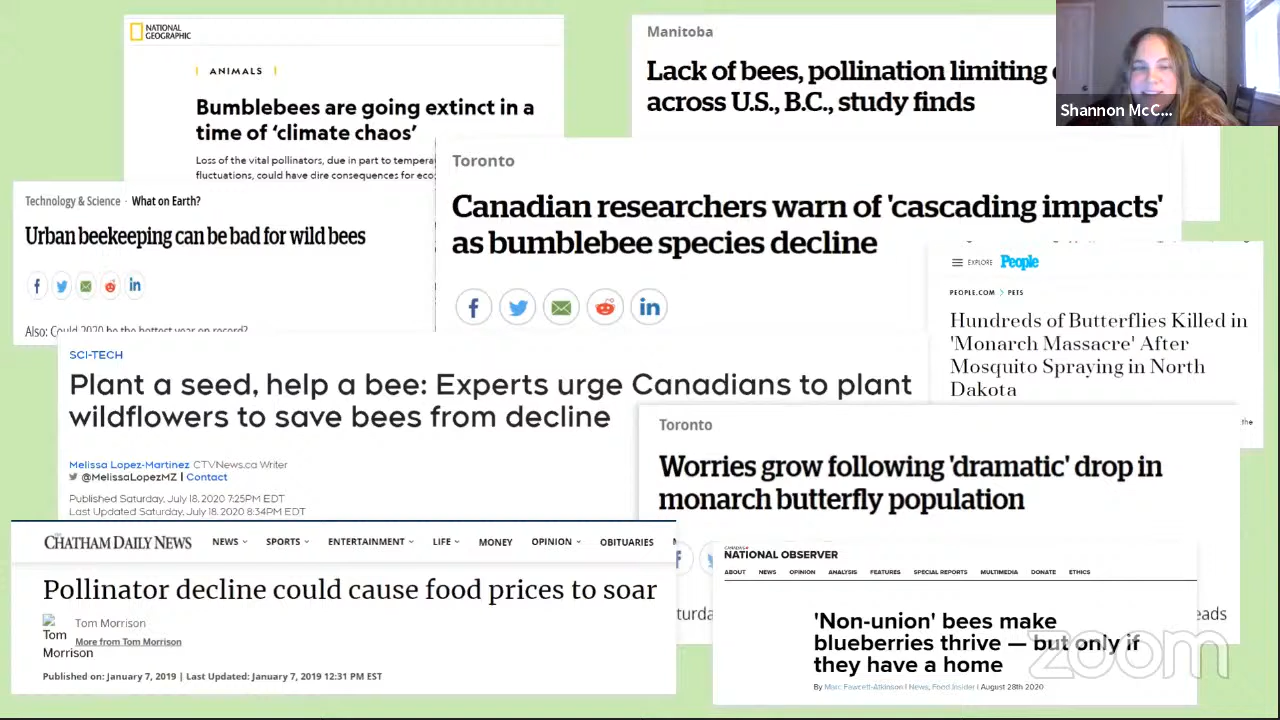 NATIONAL
GEOGRAPHIC
ANIMALS
Bumblebees are going extinct in a
time of ‘climate chaos’
Loss of the vital pollinators, due in part to
fluctuations, could have dire consequences for
Manitoba
Lack of bees, pollination limiting
across U.S., B.C., study finds
Shannon McC...
Technology & Science · What on Earth?
Urban beekeeping can be bad for wild bees
Also: Could 2020 be the hottest year on record?
Toronto
Canadian researchers warn of 'cascading impacts'
as bumblebee species decline
EXPLORE People
PEOPLE.COM > PETS
Hundreds of Butterflies Killed in
'Monarch Massacre' After
Mosquito Spraying in North
Dakota
the
SCI-TECH
Plant a seed, help a bee: Experts urge Canadians to plant
wildflowers to save bees from decline
Melissa Lopez-Martinez CTVNews.ca Writer
@MelissaLopezMZ | Contact
Published Saturday, July 18, 2020 7:25PM EDT
Last Updated Saturday, July 18, 2020 8:34PM EDT
Toronto
Worries grow following 'dramatic' drop in
monarch butterfly population
CHATHAM DAILY NEWS NEWS SPORTS ENTERTAINMENT LIFE MONEY OPINION OBITUARIES
Pollinator decline could cause food prices to soar
Tom
Morrison
Tom Morrison
More from Tom Morrison
Published on: January 7, 2019 | Last Updated: January 7, 2019 12:31 PM EST
CANADA'S
NATIONAL OBSERVER
ABOUT NEWS OPINION ANALYSIS FEATURES SPECIAL REPORTS MULTIMEDIA DONATE ETHICS
'Non-union' bees make
blueberries thrive — but only if
they have a home
By Marc Fawcett-Atkinson | News, Food Insider | August 28th 2020
zoom